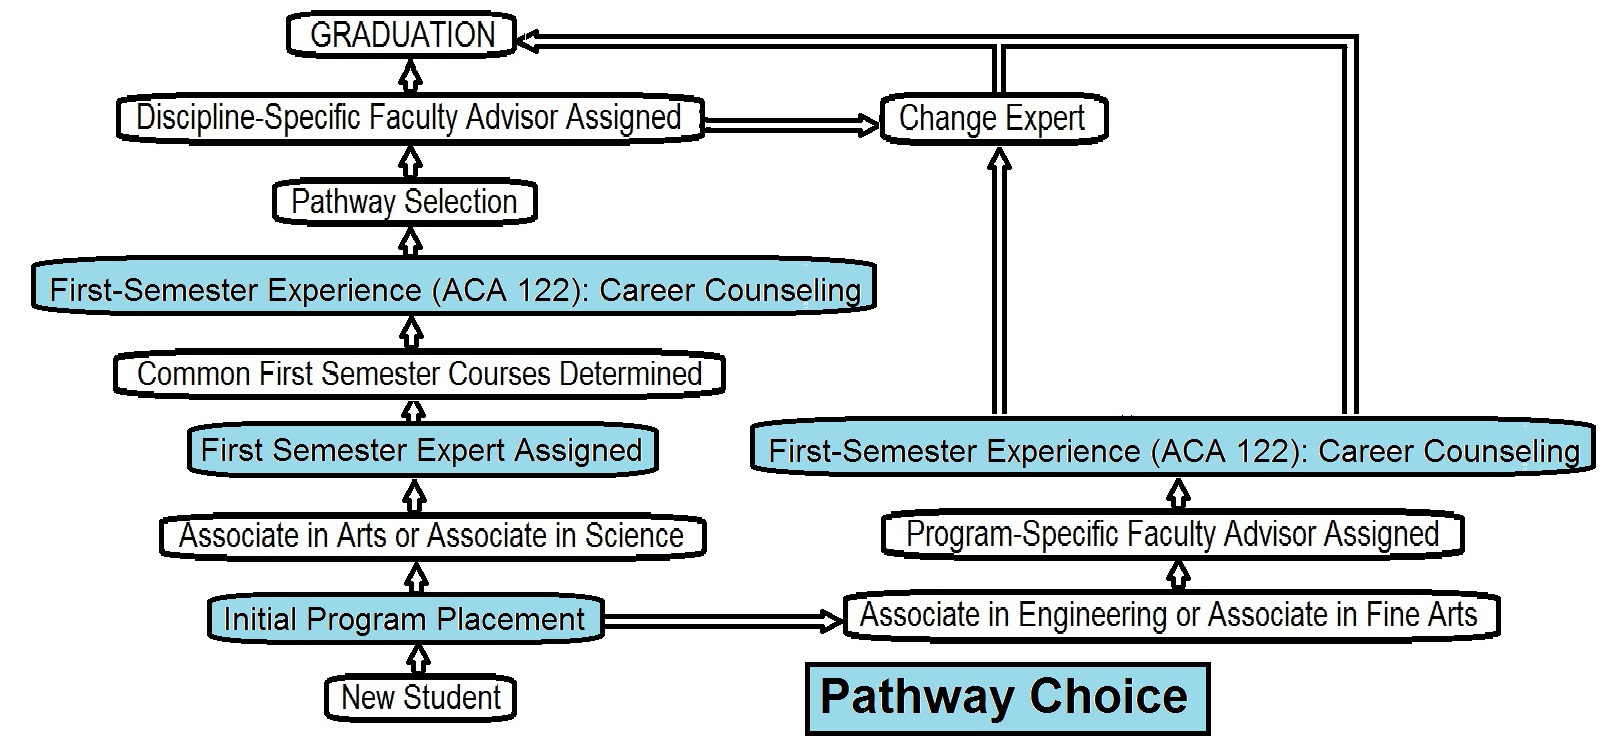 GRADUATION
Discipline-Specific Faculty Advisor Assigned
Change Expert
Pathway Selection
First-Semester Experience (ACA 122): Career Counseling
Common First Semester Courses Determined
First Semester Expert Assigned
First-Semester Experience (ACA 122): Career Counseling
Associate in Arts or Associate in Science
Program-Specific Faculty Advisor Assigned
Initial Program Placement
Associate in Engineering or Associate in Fine Arts
New Student
Pathway Choice